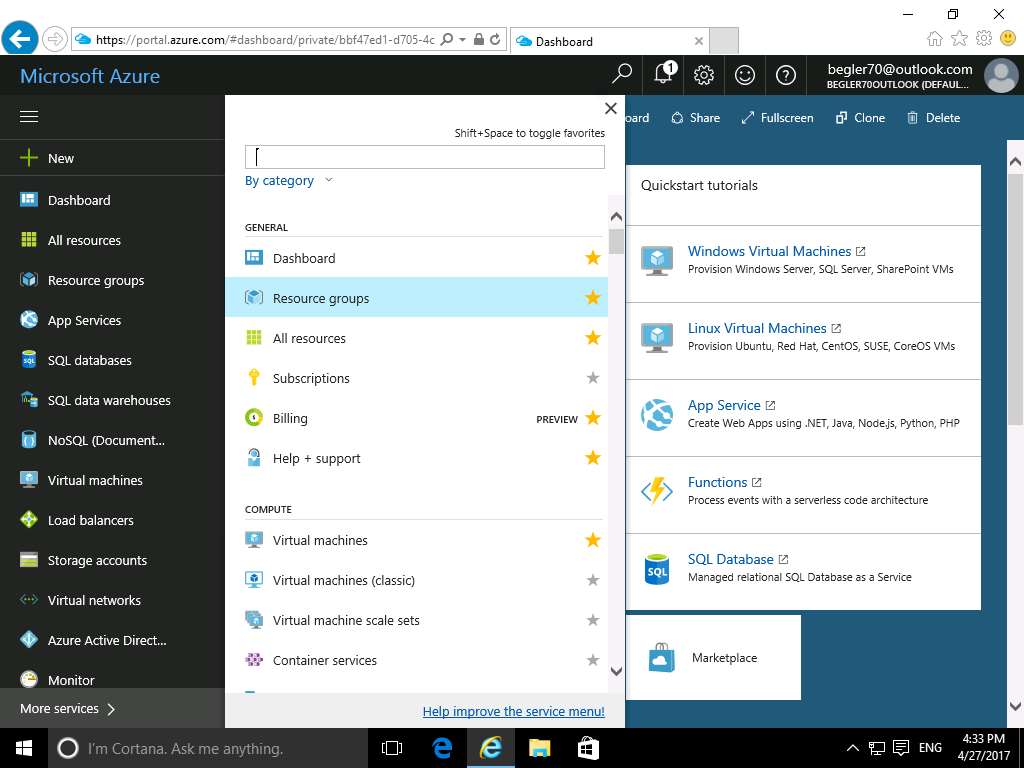 https://portal.azure.com/#dashboard/private/bbf47ed1-d705-4c
Dashboard
Microsoft Azure
1
begler70@outlook.com
BEGLER70OUTLOOK (DEFAUL...
New
Dashboard
All resources
Resource groups
App Services
SQL databases
SQL data warehouses
NoSQL (Document...
Virtual machines
Load balancers
Storage accounts
Virtual networks
Azure Active Direct...
Monitor
More services
Shift+Space to toggle favorites
By category
GENERAL
Dashboard
Resource groups
All resources
Subscriptions
Billing PREVIEW
Help + support
COMPUTE
Virtual machines
Virtual machines (classic)
Virtual machine scale sets
Container services
Help improve the service menu!
oard
Share
Fullscreen
Clone
Delete
Quickstart tutorials
Windows Virtual Machines
Provision Windows Server, SQL Server, SharePoint VMs
Linux Virtual Machines
Provision Ubuntu, Red Hat, CentOS, SUSE, CoreOS VMs
App Service
Create Web Apps using .NET, Java, Node.js, Python, PHP
Functions
Process events with a serverless code architecture
SQL
SQL Database
Managed relational SQL Database as a Service
Marketplace
I'm Cortana. Ask me anything.
ENG
4:33 PM
4/27/2017